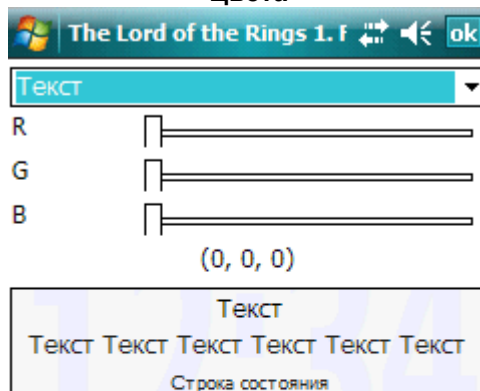 цвета
The Lord of the Rings 1. F ok
Текст
R
G
B
(0, 0, 0)
Текст
Текст Текст Текст Текст Текст Текст
Строка состояния